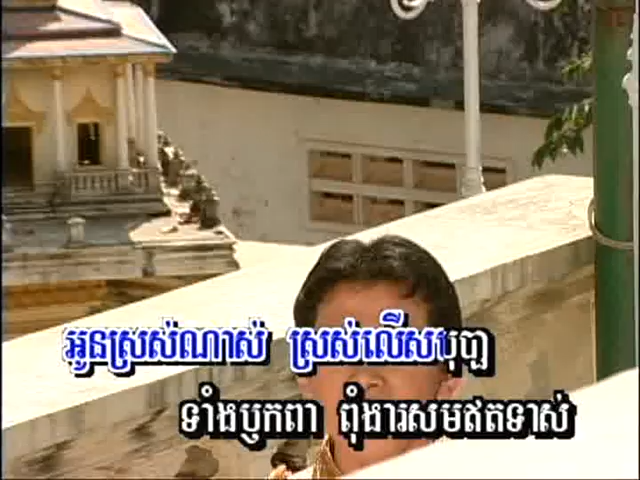 អូនស្រស់ណាស់ ស្រស់លើសបុប្ផា
ទាំងឫកពា ពុំងារសមឥតទាស់